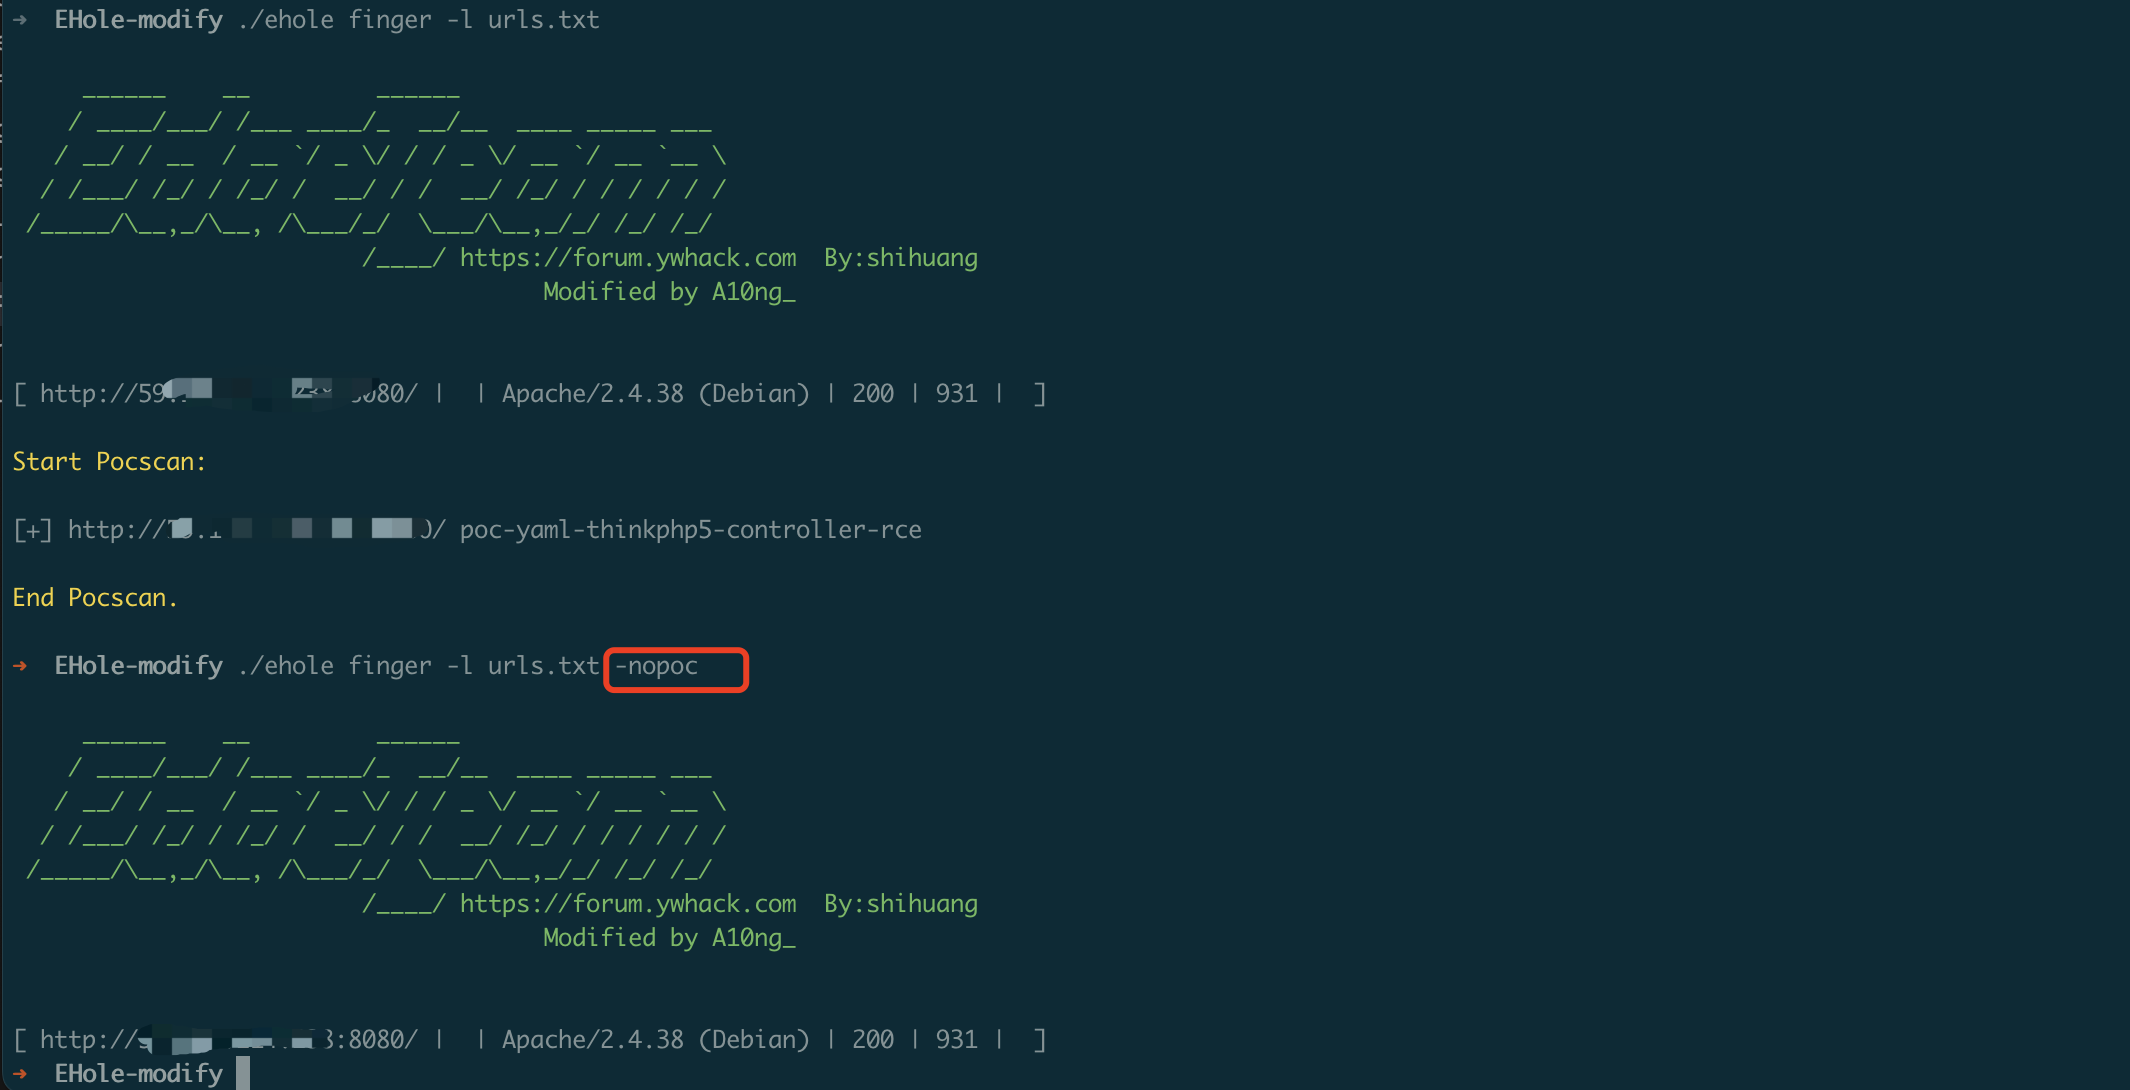 ➜  EHole-modify ./ehole finger -l urls.txt
     ______    __         ______
    / ____/___/ /___ ____/_  __/__  ____ _____ ___
   / __/ / __  / __ `/ _ \/ / / _ \/ __ `/ __ `__ \
  / /___/ /_/ / /_/ /  __/ / /  __/ /_/ / / / / / /
 /_____/\__,_/\__, /\___/_/  \___/\__,_/_/ /_/ /_/
                         /____/ https://forum.ywhack.com  By:shihuang
                                      Modified by A10ng_
[ http://59. 8080/ |  | Apache/2.4.38 (Debian) | 200 | 931 |  ]
Start Pocscan:
[+] http:// / poc-yaml-thinkphp5-controller-rce
End Pocscan.
➜  EHole-modify ./ehole finger -l urls.txt -nopoc
     ______    __         ______
    / ____/___/ /___ ____/_  __/__  ____ _____ ___
   / __/ / __  / __ `/ _ \/ / / _ \/ __ `/ __ `__ \
  / /___/ /_/ / /_/ /  __/ / /  __/ /_/ / / / / / /
 /_____/\__,_/\__, /\___/_/  \___/\__,_/_/ /_/ /_/
                         /____/ https://forum.ywhack.com  By:shihuang
                                      Modified by A10ng_
[ http:// :8080/ |  | Apache/2.4.38 (Debian) | 200 | 931 |  ]
➜  EHole-modify